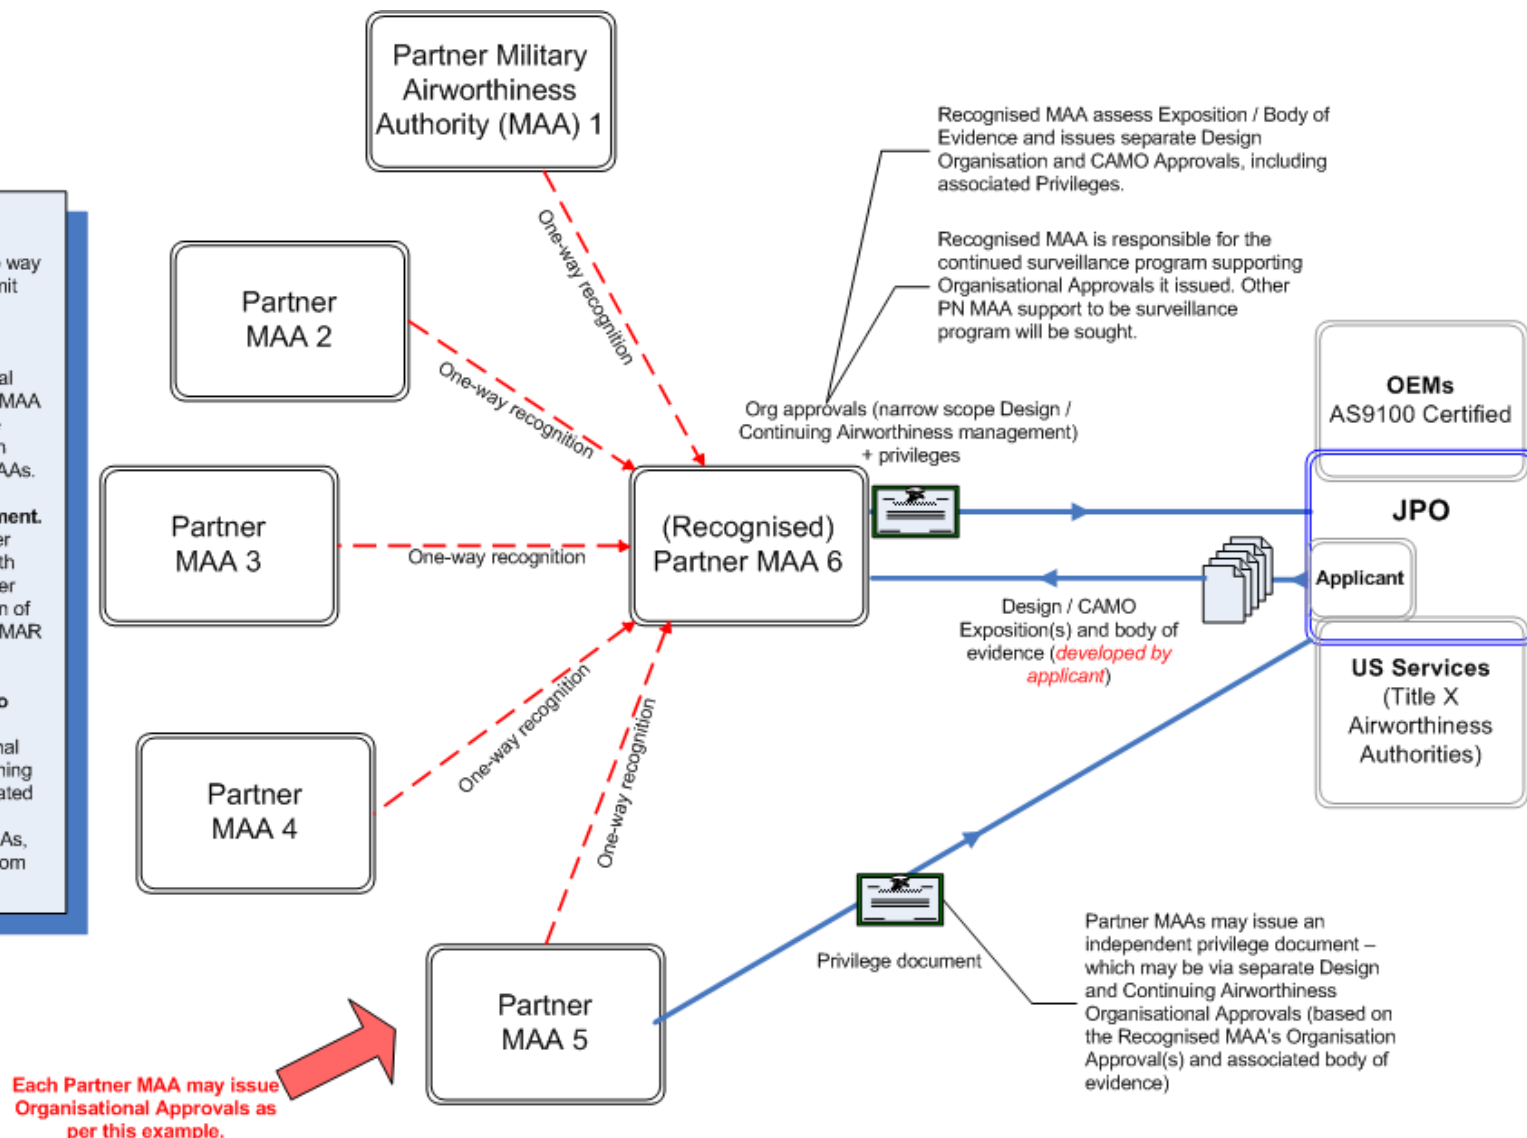 Partner Military
Airworthiness
Authority (MAA) 1
Partner
MAA 2
Partner
MAA 3
Partner
MAA 4
Partner
MAA 5
(Recognised)
Partner MAA 6
One-way recognition
One-way recognition
One-way recognition
One-way recognition
One-way recognition
Recognised MAA assess Exposition / Body of
Evidence and issues separate Design
Organisation and CAMO Approvals, including
associated Privileges.
Recognised MAA is responsible for the
continued surveillance program supporting
Organisational Approvals it issued. Other
PN MAA support to be surveillance
program will be sought.
Org approvals (narrow scope Design /
Continuing Airworthiness management)
+ privileges
OEMs
AS9100 Certified
JPO
Applicant
US Services
(Title X
Airworthiness
Authorities)
Design / CAMO
Exposition(s) and body of
evidence (developed by
applicant)
Privilege document
Partner MAAs may issue an
independent privilege document –
which may be via separate Design
and Continuing Airworthiness
Organisational Approvals (based on
the Recognised MAA's Organisation
Approval(s) and associated body of
evidence)
Each Partner MAA may issue
Organisational Approvals as
per this example.
way
MAA
of